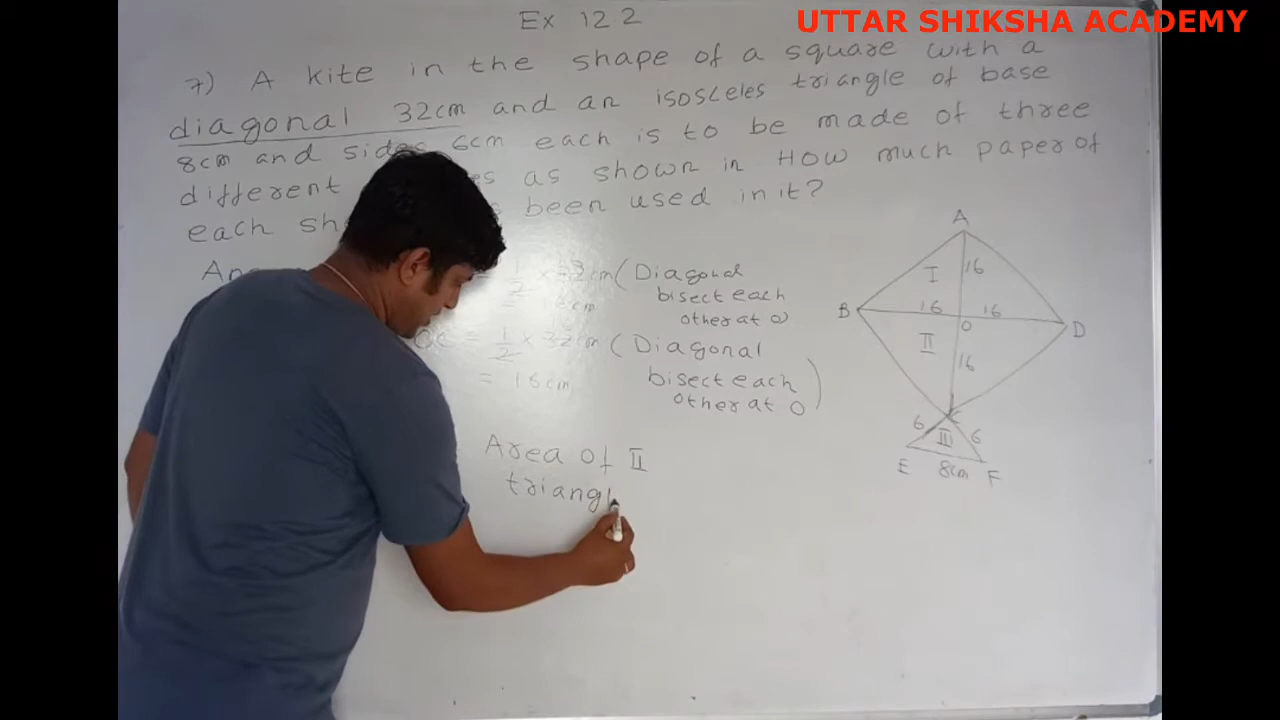 Ex 12 2
UTTAR SHIKSHA ACADEMY
7) A kite in the shape of a square with a
diagonal 32cm and an isosceles triangle of base
8cm and sides 6cm each is to be made of three
different as shown in How much paper of
each been used in it?
1/2 × 32cm (Diagonal
bisect each
other at O)
= 1/2 × 32cm (Diagonal
= 16cm bisect each
other at O)
Area of II
triangl
A
I 16
B 16 16 D
O
II
16
C
6 III 6
E 8cm F